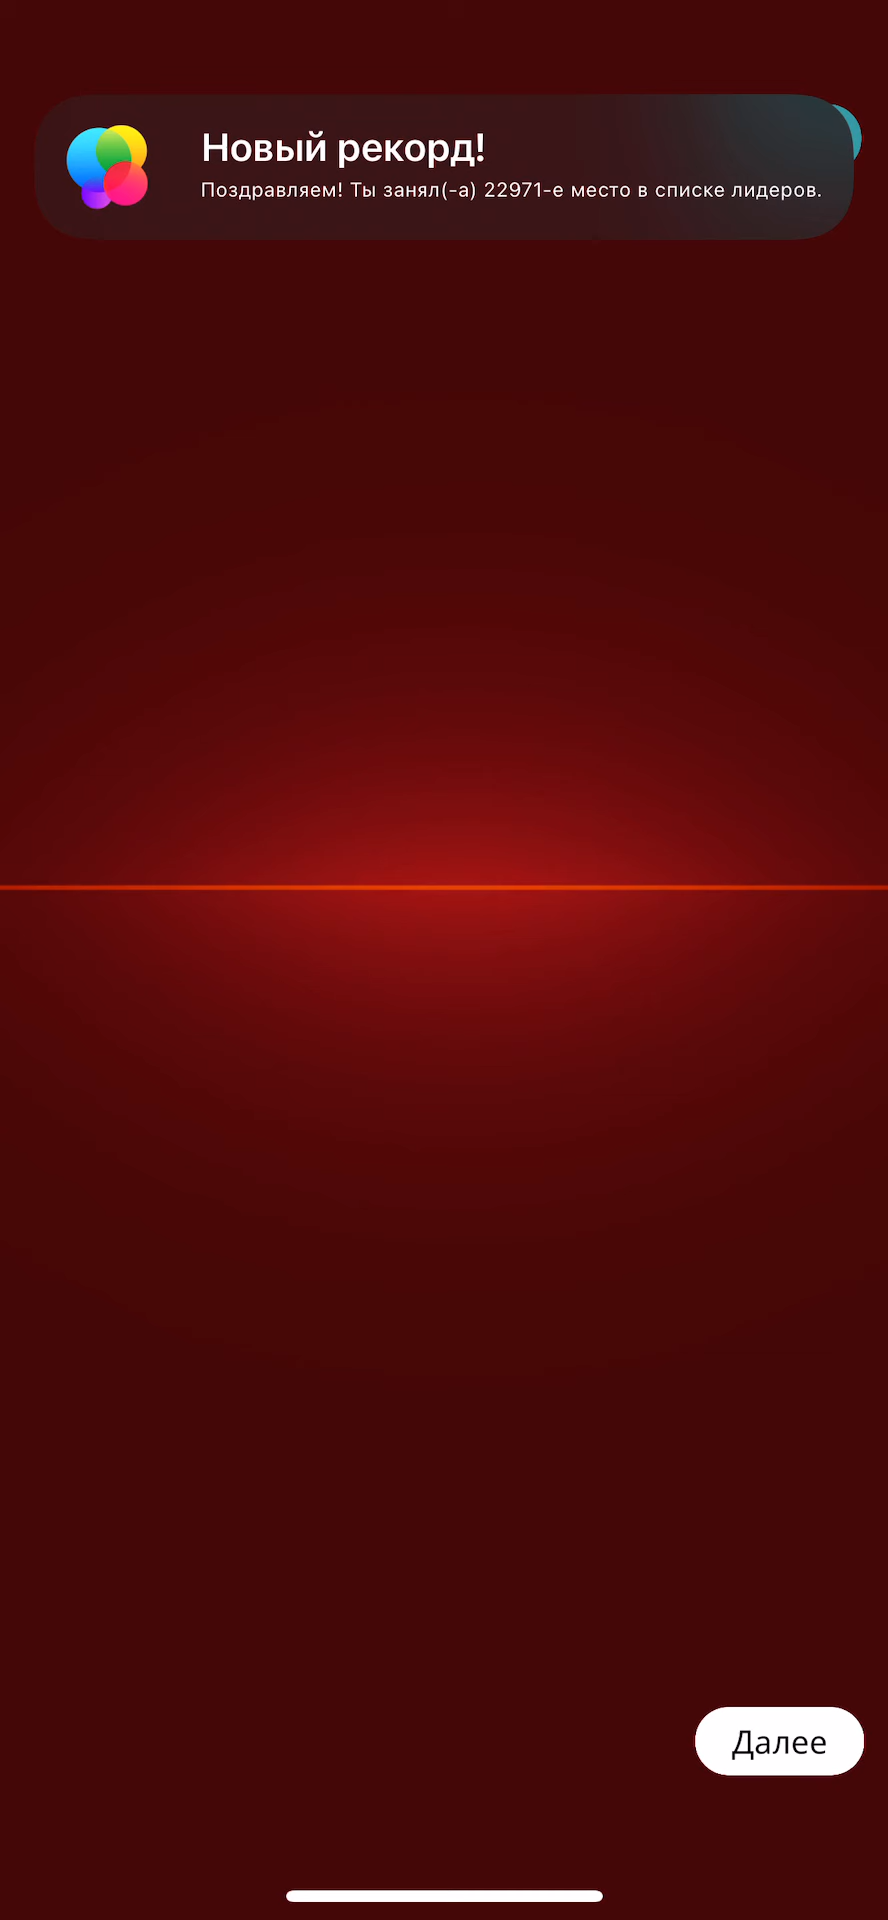 Новый рекорд!
Поздравляем! Ты занял(-а) 22971-е место в списке лидеров.
Далее